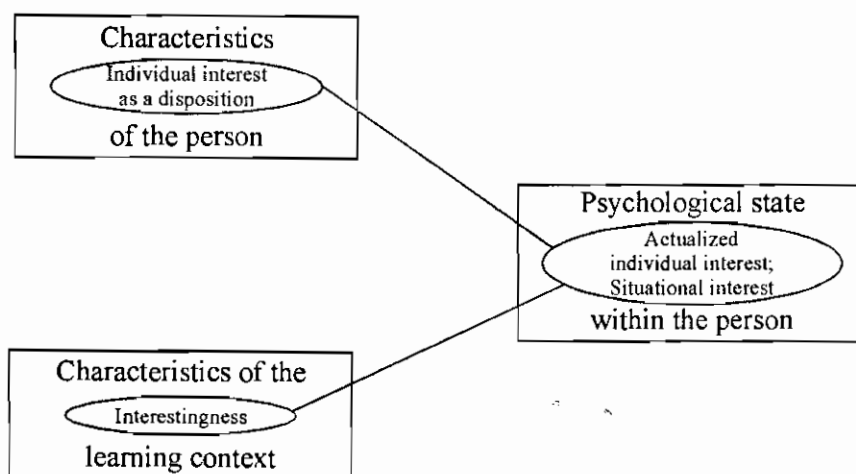 Characteristics
Individual interest
as a disposition
of the person
Psychological state
Actualized
individual interest;
Situational interest
within the person
Characteristics of the
Interestingness
learning context